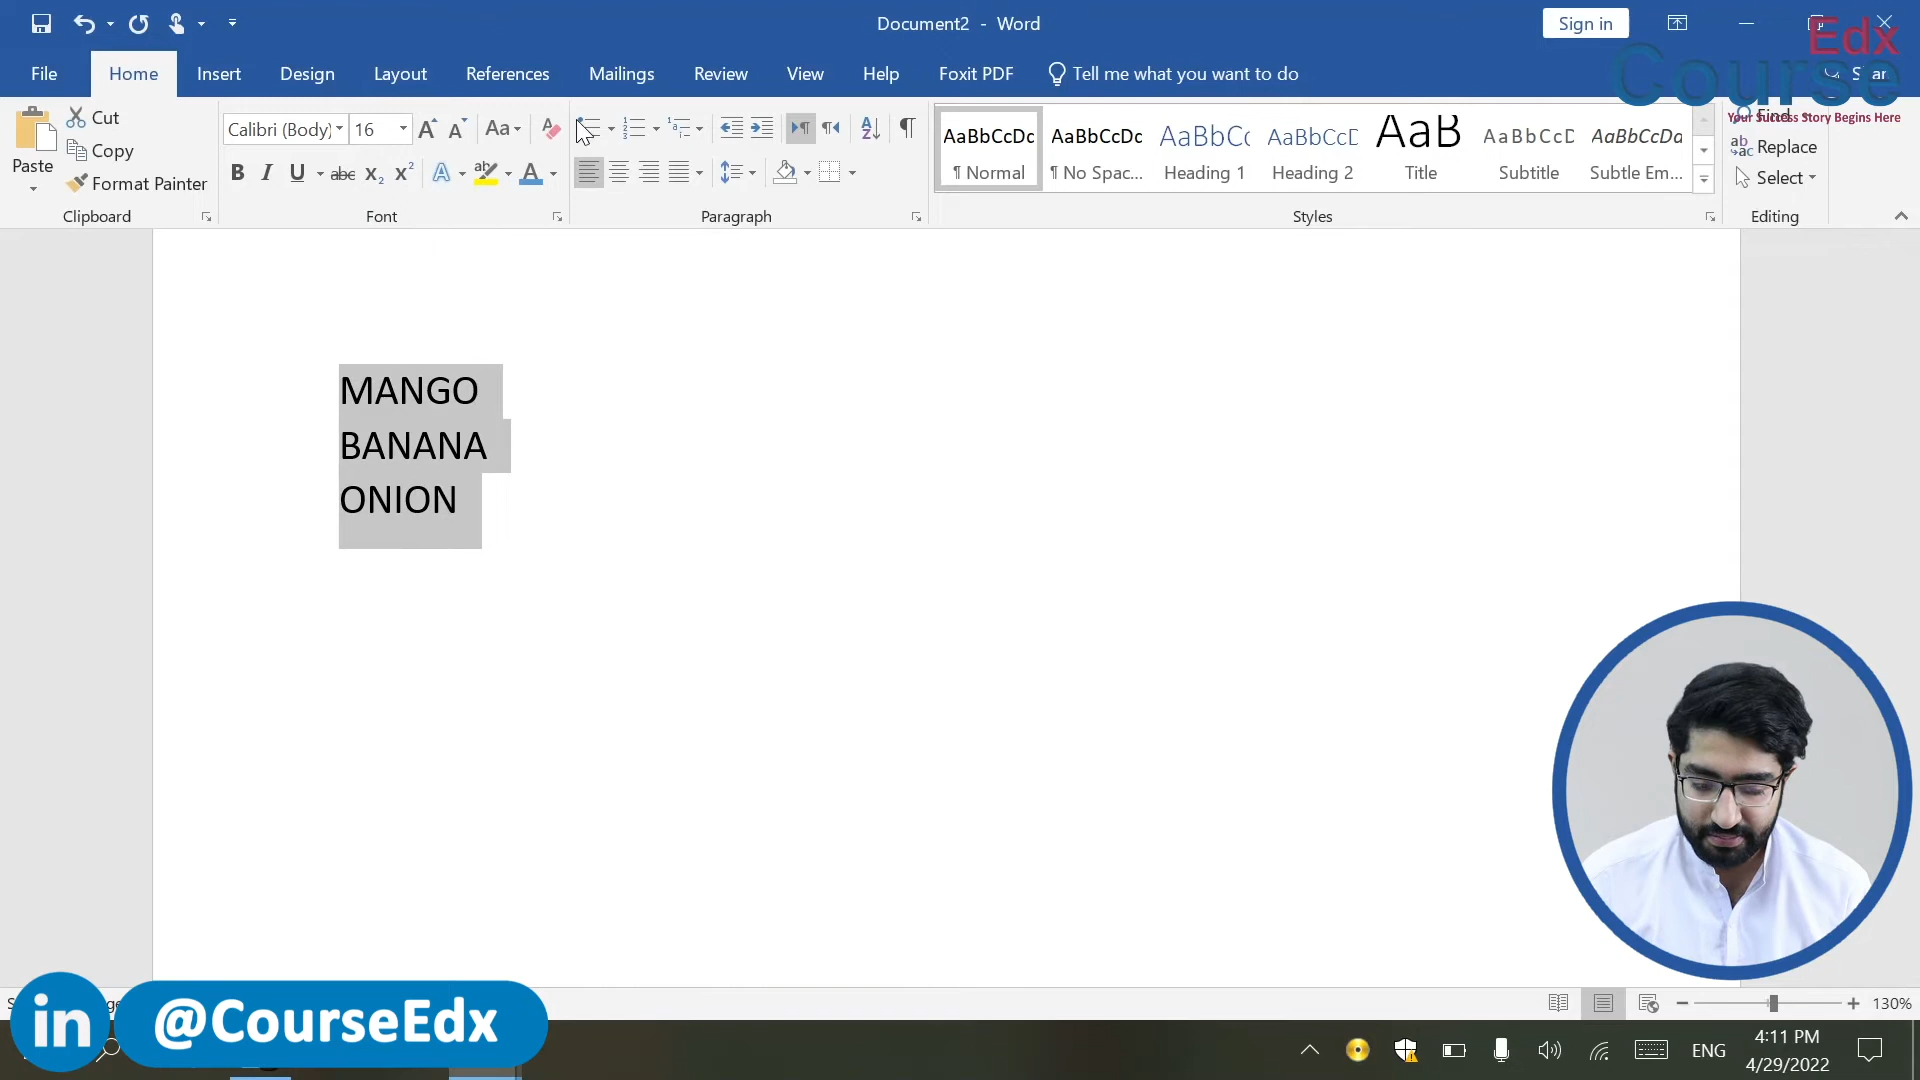 Document2 - Word
Sign in
Edx
Course
Your Success Story Begins Here
File Home Insert Design Layout References Mailings Review View Help Foxit PDF Tell me what you want to do
Cut
Copy
Format Painter
Paste
Clipboard
Calibri (Body) 16
Font
Paragraph
AaBbCcDc AaBbCcDc AaBbCc AaBbCcD AaB AaBbCcD AaBbCcDa
¶ Normal ¶ No Spac... Heading 1 Heading 2 Title Subtitle Subtle Em...
Styles
Find
Replace
Select
Editing
MANGO
BANANA
ONION
130%
in @CourseEdx
ENG
4:11 PM
4/29/2022